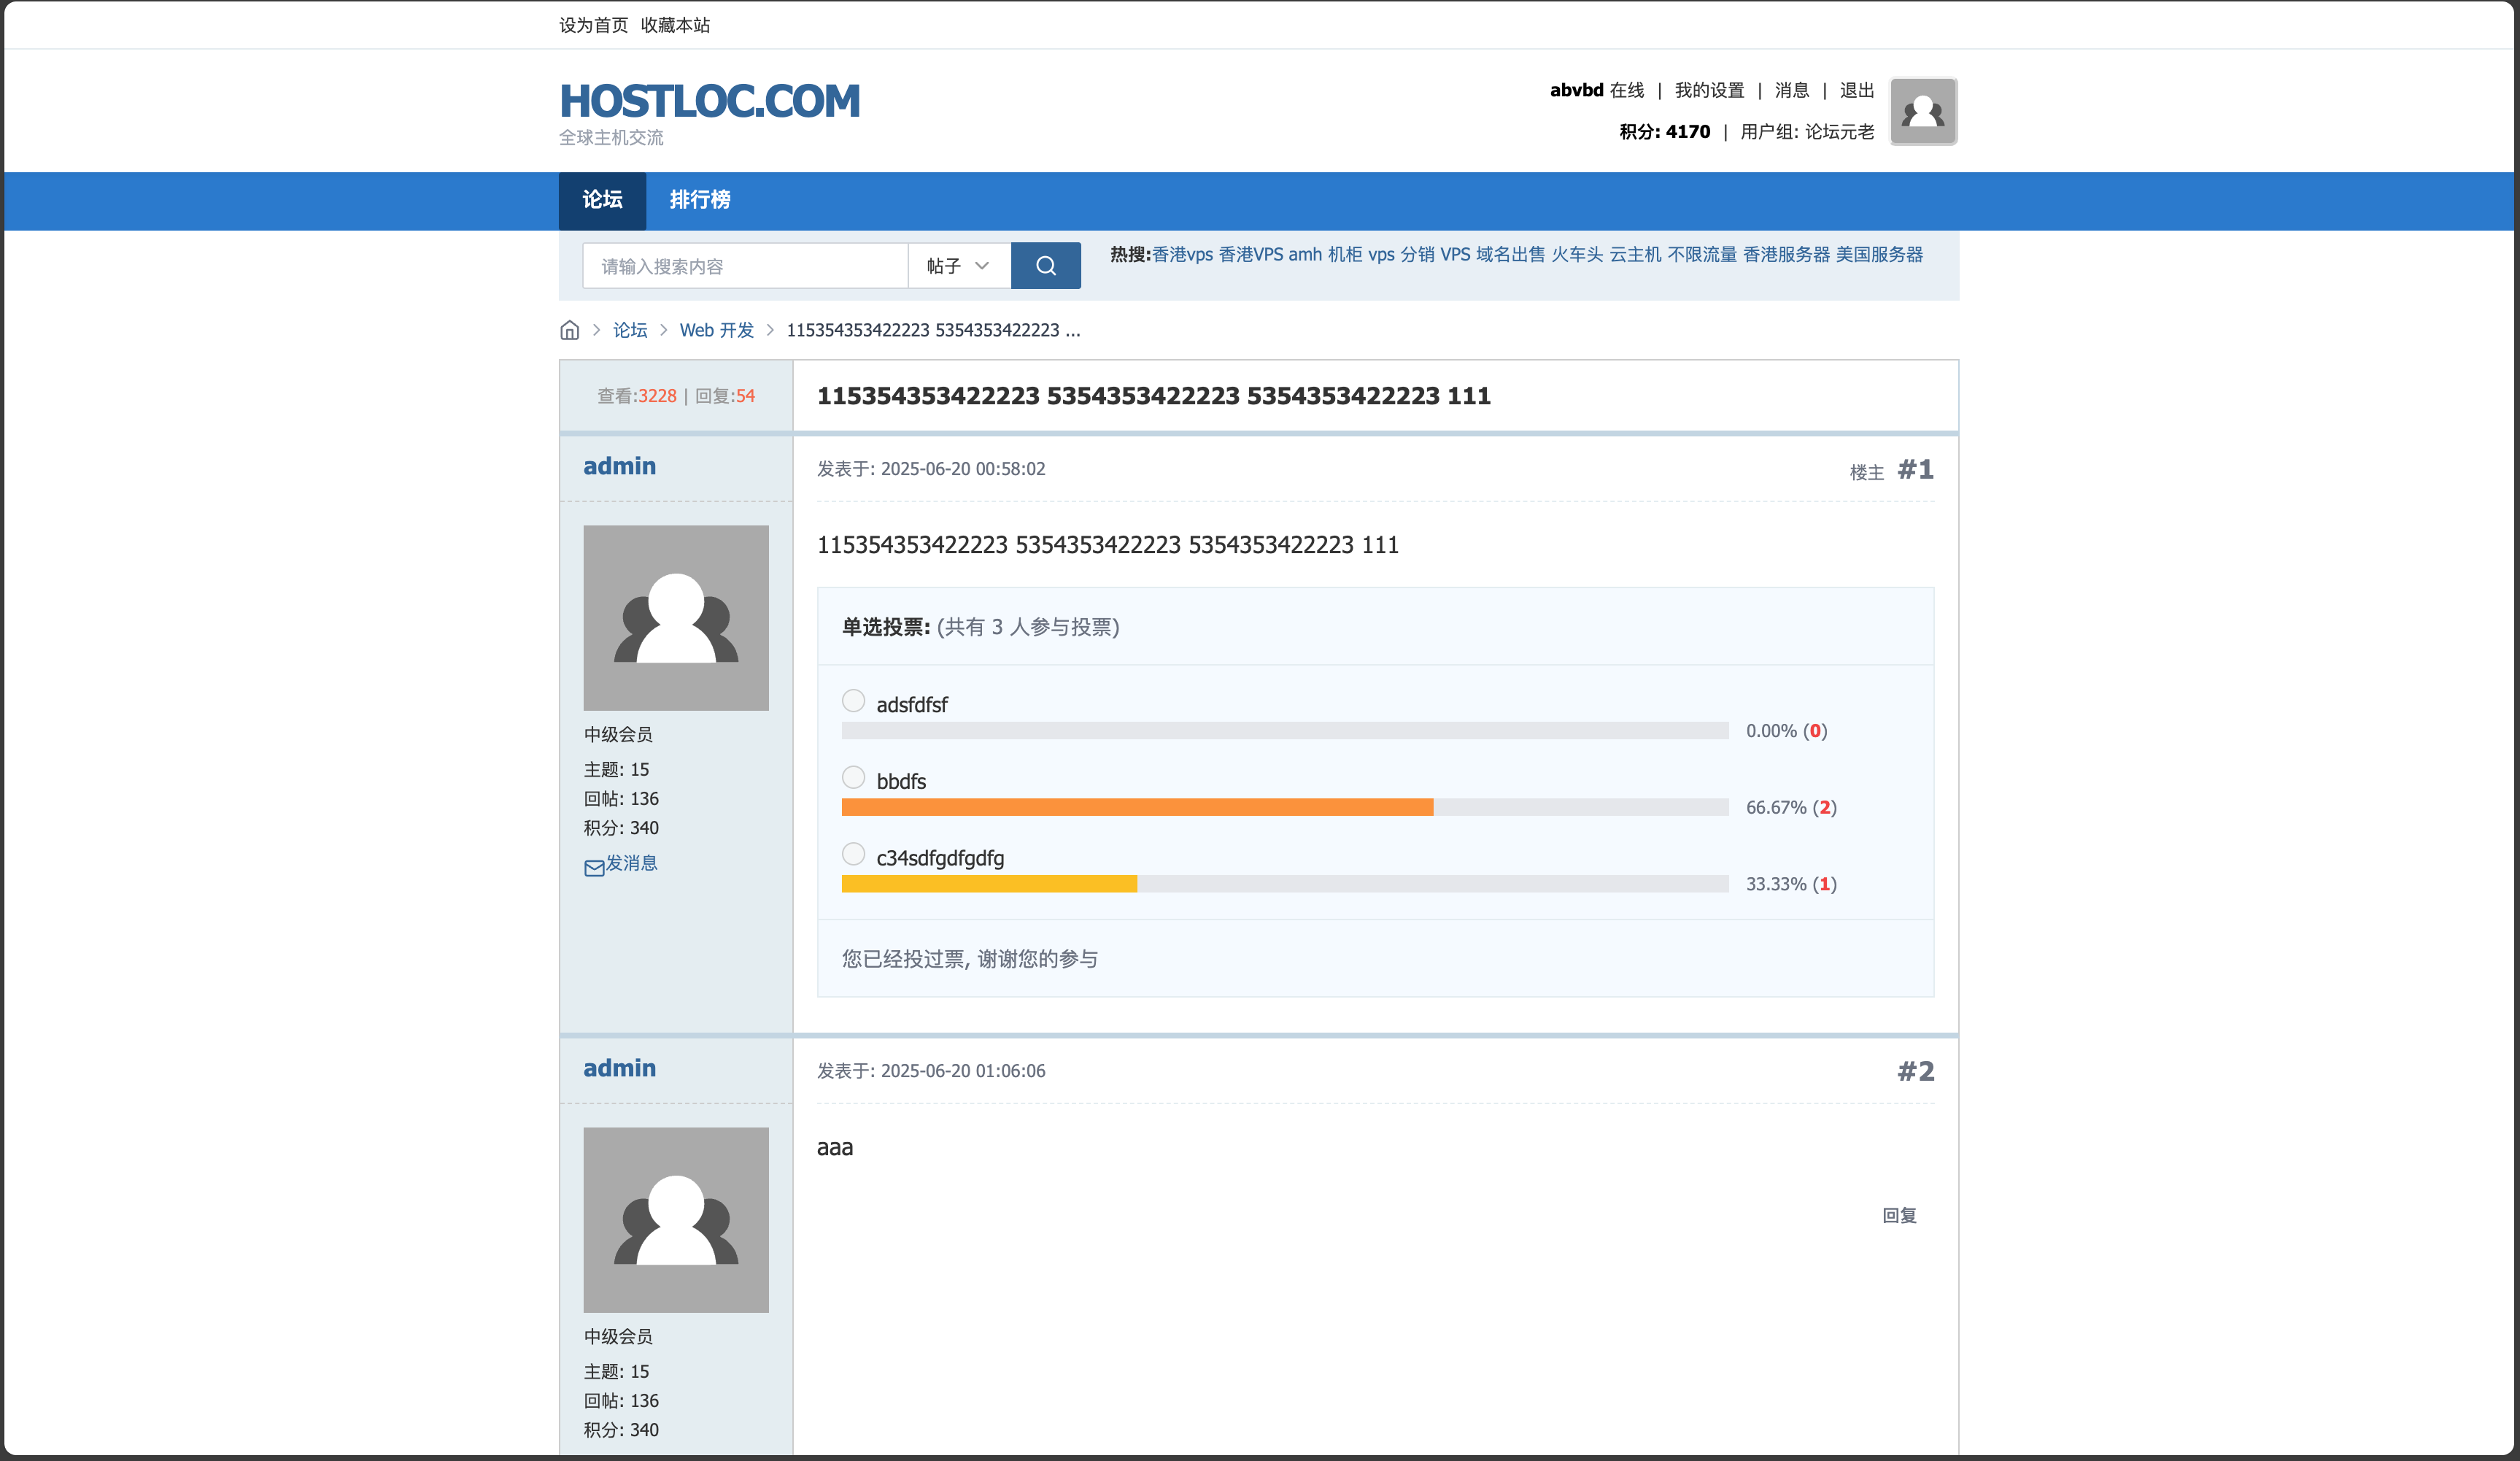 设为首页 收藏本站
HOSTLOC.COM
全球主机交流
abvbd 在线 | 我的设置 | 消息 | 退出
积分: 4170 | 用户组: 论坛元老
论坛 排行榜
请输入搜索内容 帖子
热搜:香港vps 香港VPS amh 机柜 vps 分销 VPS 域名出售 火车头 云主机 不限流量 香港服务器 美国服务器
论坛 > Web 开发 > 115354353422223 5354353422223 ...
查看:3228 | 回复:54
115354353422223 5354353422223 5354353422223 111
admin
发表于: 2025-06-20 00:58:02
楼主 #1
115354353422223 5354353422223 5354353422223 111
单选投票: (共有 3 人参与投票)
adsfdfsf
0.00% (0)
bbdfs
66.67% (2)
c34sdfgdfgdfg
33.33% (1)
您已经投过票, 谢谢您的参与
中级会员
主题: 15
回帖: 136
积分: 340
发消息
admin
发表于: 2025-06-20 01:06:06
#2
aaa
回复
中级会员
主题: 15
回帖: 136
积分: 340